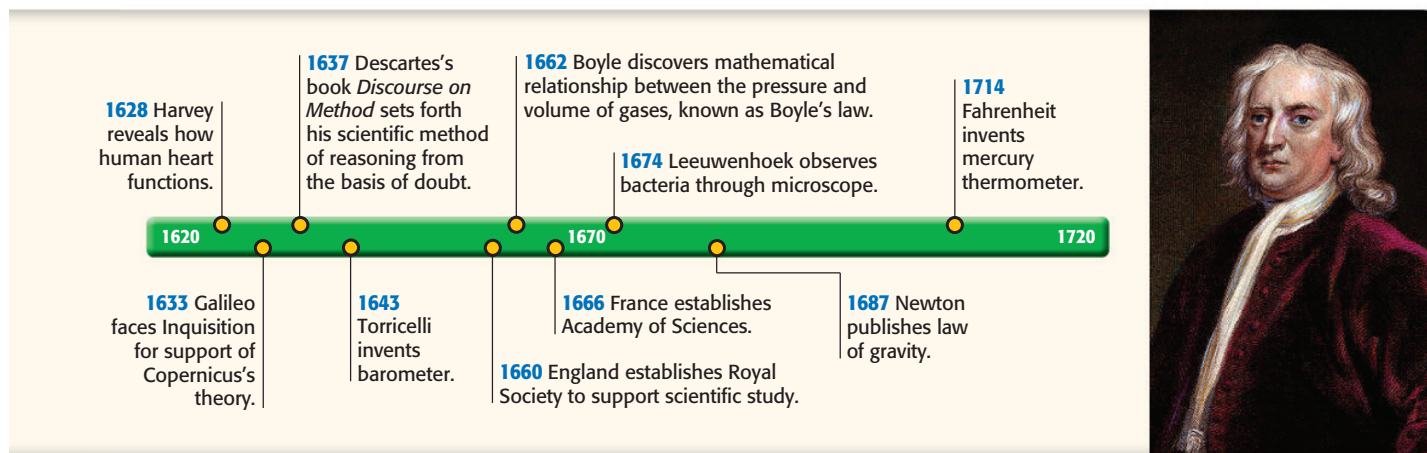 1628 Harvey
reveals how
human heart
functions.
1637 Descartes's
book Discourse on
Method sets forth
his scientific method
of reasoning from
the basis of doubt.
1662 Boyle discovers mathematical
relationship between the pressure and
volume of gases, known as Boyle's law.
1674 Leeuwenhoek observes
bacteria through microscope.
1714
Fahrenheit
invents
mercury
thermometer.
1620
1670
1720
1633 Galileo
faces Inquisition
for support of
Copernicus's
theory.
1643
Torricelli
invents
barometer.
1660 England establishes Royal
Society to support scientific study.
1666 France establishes
Academy of Sciences.
1687 Newton
publishes law
of gravity.